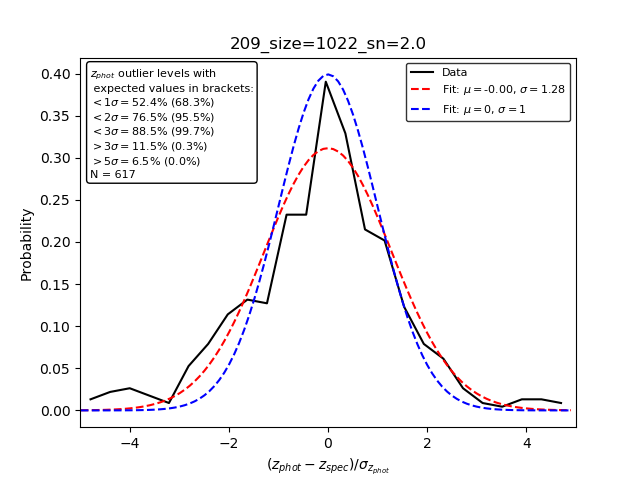 209_size=1022_sn=2.0
z_phot outlier levels with
expected values in brackets:
<1σ=52.4% (68.3%)
<2σ=76.5% (95.5%)
<3σ=88.5% (99.7%)
>3σ=11.5% (0.3%)
>5σ=6.5% (0.0%)
N = 617
Data
Fit: μ=-0.00, σ=1.28
Fit: μ=0, σ=1
Probability
0.40
0.35
0.30
0.25
0.20
0.15
0.10
0.05
0.00
−4 −2 0 2 4
(z_phot − z_spec)/σ_z_phot